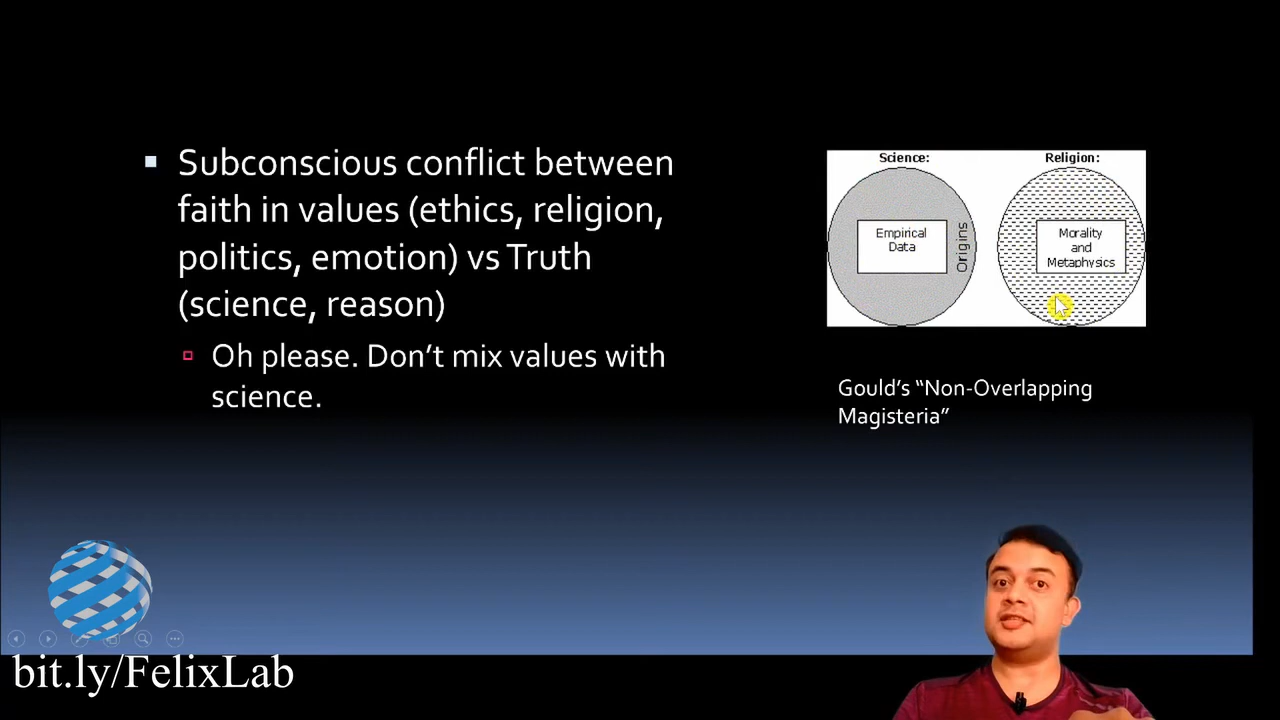 Subconscious conflict between
faith in values (ethics, religion,
politics, emotion) vs Truth
(science, reason)
Oh please. Don’t mix values with
science.
Science:
Religion:
Empirical
Data
Origins
Morality
and
Metaphysics
Gould’s “Non-Overlapping
Magisteria”
bit.ly/FelixLab